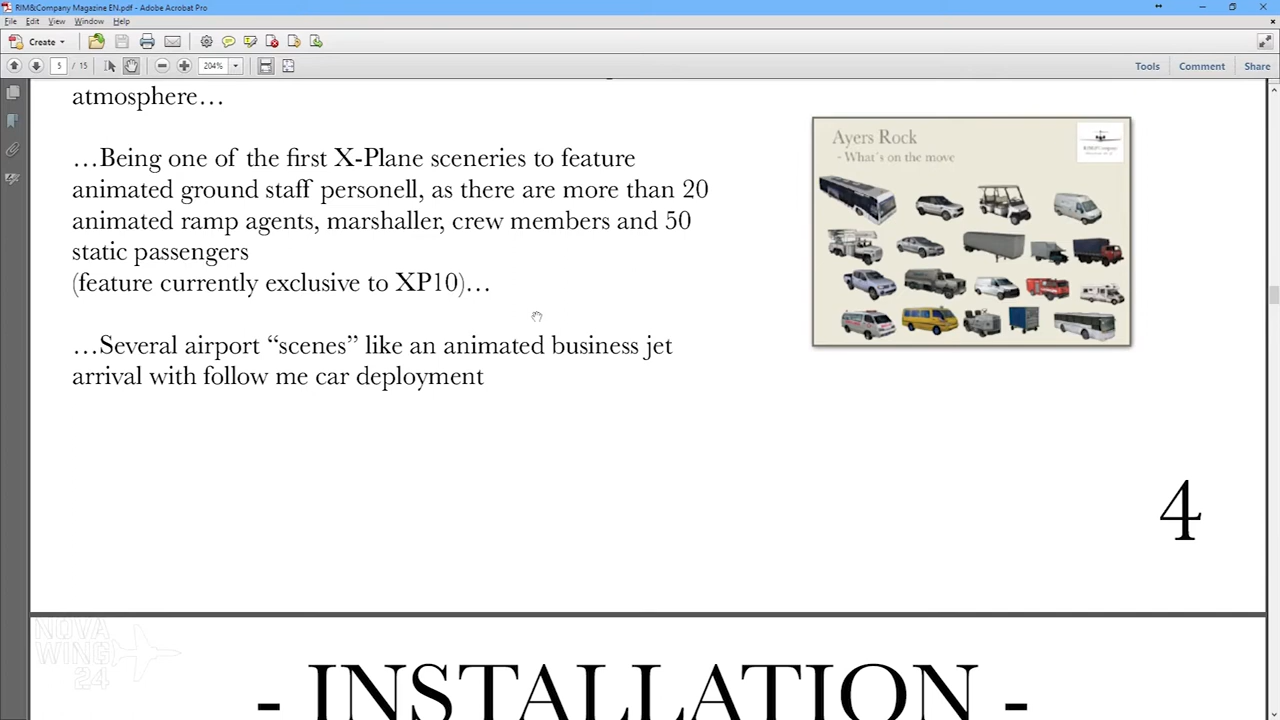 RIM&Company Magazine EN.pdf - Adobe Acrobat Pro
File Edit View Window Help
Create
5 / 15
204%
Tools Comment Share
atmosphere…
…Being one of the first X-Plane sceneries to feature
animated ground staff personell, as there are more than 20
animated ramp agents, marshaller, crew members and 50
static passengers
(feature currently exclusive to XP10)…
…Several airport “scenes” like an animated business jet
arrival with follow me car deployment
Ayers Rock
- What´s on the move
RIM&Company
4
NOVA
WING
24
- INSTALLATION -